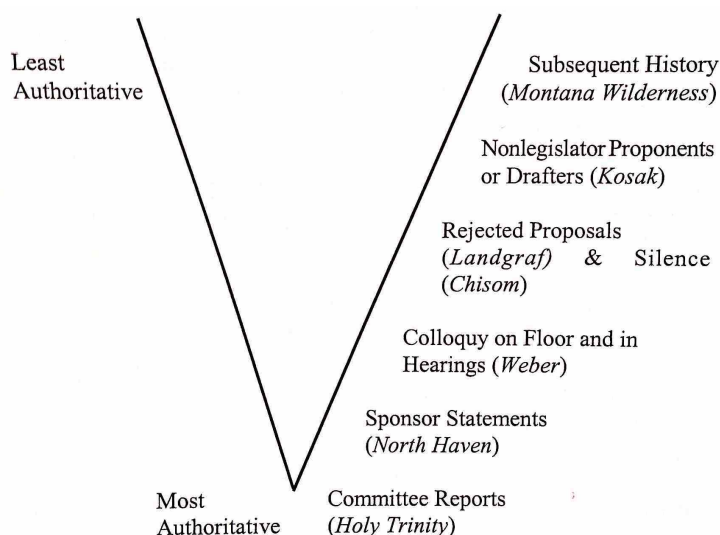 Least
Authoritative
Subsequent History
(Montana Wilderness)
Nonlegislator Proponents
or Drafters (Kosak)
Rejected Proposals
(Landgraf) & Silence
(Chisom)
Colloquy on Floor and in
Hearings (Weber)
Sponsor Statements
(North Haven)
Most
Authoritative
Committee Reports
(Holy Trinity)